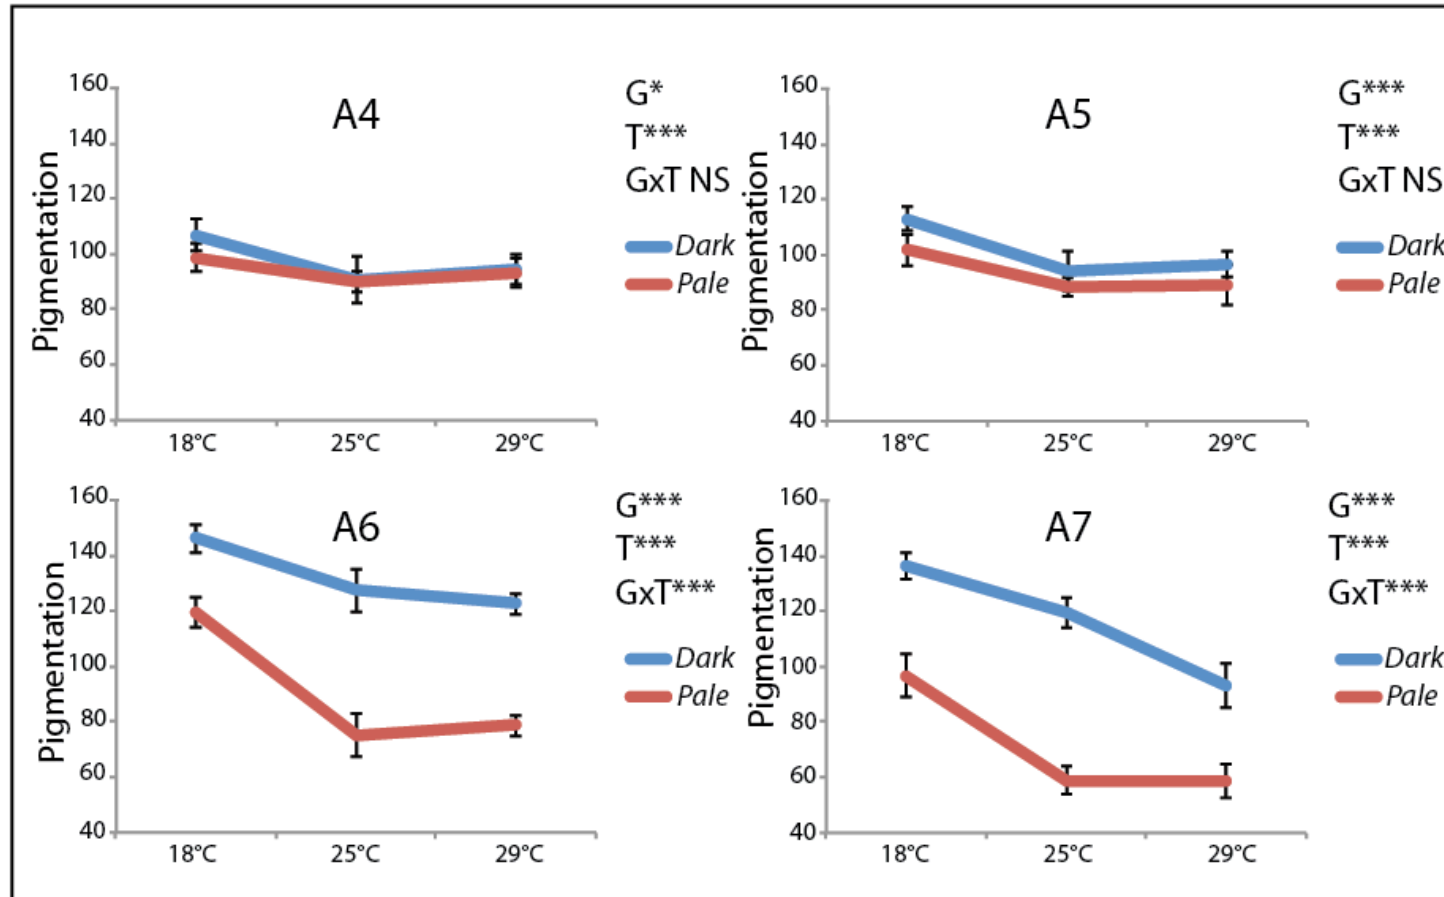 A4
G*
T***
GxT NS
Dark
Pale
Pigmentation
160
140
120
100
80
60
40
18°C 25°C 29°C
A5
G***
T***
GxT NS
Dark
Pale
Pigmentation
160
140
120
100
80
60
40
18°C 25°C 29°C
A6
G***
T***
GxT***
Dark
Pale
Pigmentation
160
140
120
100
80
60
40
18°C 25°C 29°C
A7
G***
T***
GxT***
Dark
Pale
Pigmentation
160
140
120
100
80
60
40
18°C 25°C 29°C